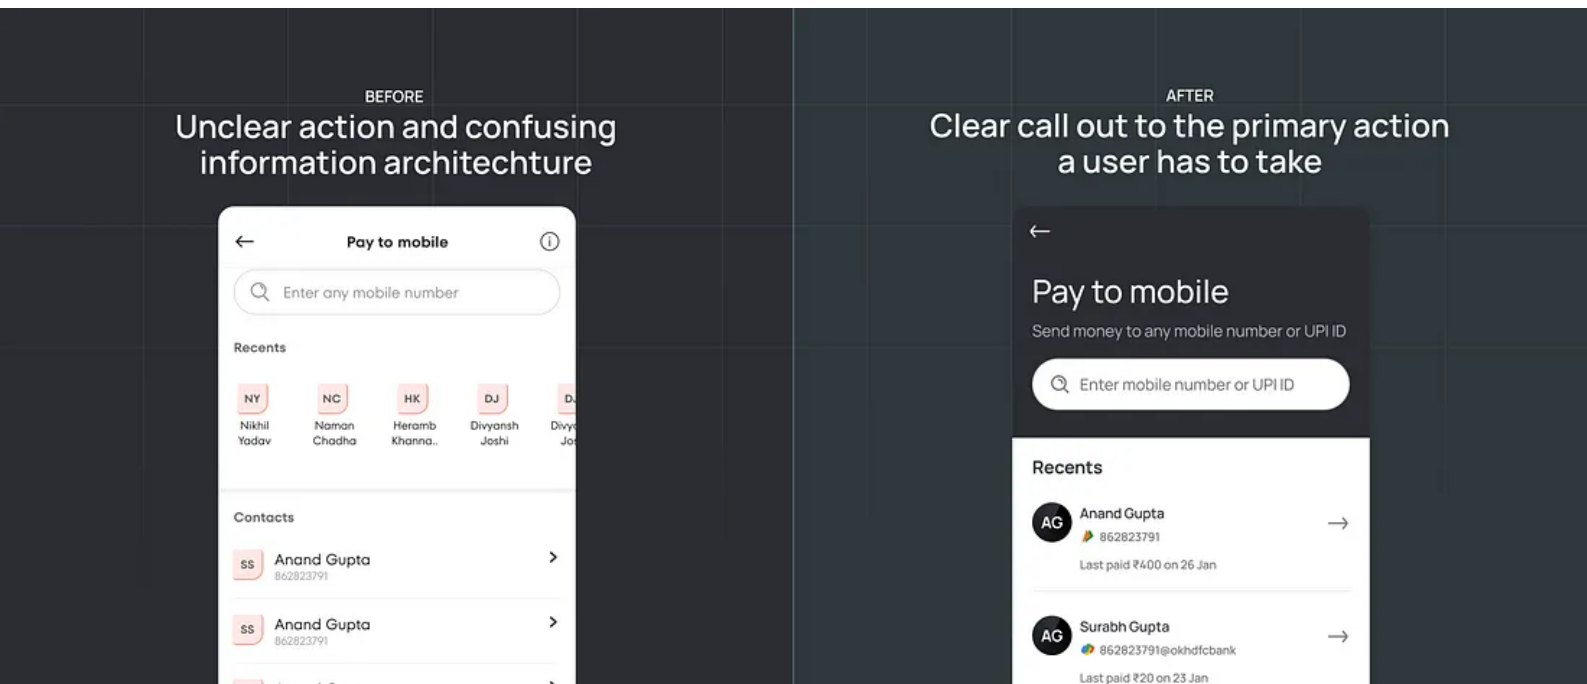 BEFORE
Unclear action and confusing
information architechture
Pay to mobile
Enter any mobile number
Recents
NY
NC
HK
DJ
Nikhil
Yadav
Naman
Chadha
Heramb
Khanna..
Divyansh
Joshi
Contacts
SS
Anand Gupta
862823791
SS
Anand Gupta
862823791
AFTER
Clear call out to the primary action
a user has to take
Pay to mobile
Send money to any mobile number or UPI ID
Enter mobile number or UPI ID
Recents
AG
Anand Gupta
862823791
Last paid ₹400 on 26 Jan
AG
Surabh Gupta
862823791@okhdfcbank
Last paid ₹20 on 23 Jan